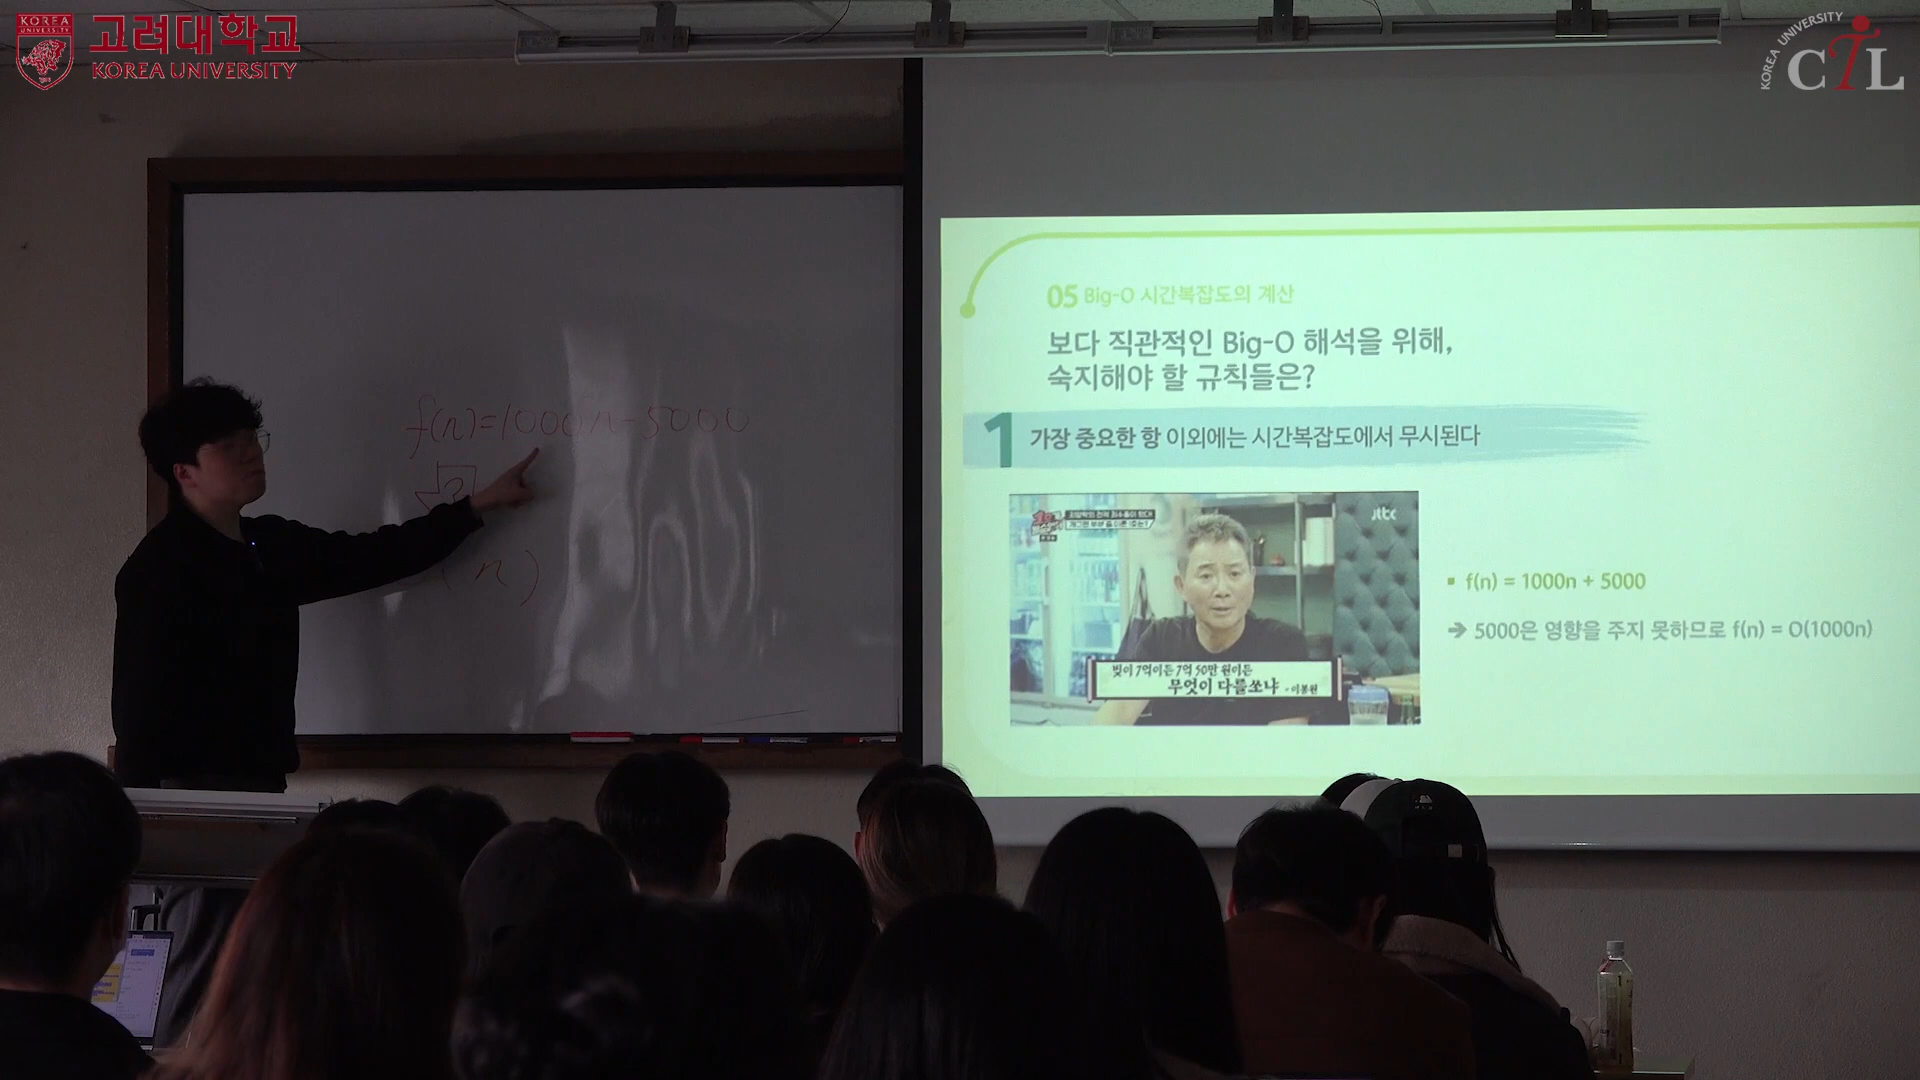 KOREA
UNIVERSITY
고려대학교
KOREA UNIVERSITY
KOREA UNIVERSITY
CTL
f(n)=1000n-5000
(n)
05 Big-O 시간복잡도의 계산
보다 직관적인 Big-O 해석을 위해,
숙지해야 할 규칙들은?
1 가장 중요한 항 이외에는 시간복잡도에서 무시된다
jtbc
빚이 7억이든 7억 50만 원이든
무엇이 다를쏘냐 - 이봉원
▪ f(n) = 1000n + 5000
➔ 5000은 영향을 주지 못하므로 f(n) = O(1000n)